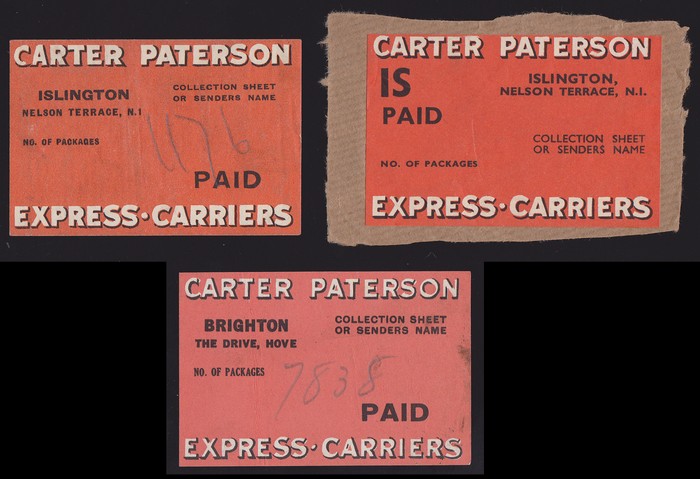 CARTER PATERSON
ISLINGTON
NELSON TERRACE, N.I
COLLECTION SHEET
OR SENDERS NAME
NO. OF PACKAGES
1176
PAID
EXPRESS·CARRIERS
CARTER PATERSON
IS
PAID
ISLINGTON,
NELSON TERRACE, N.I.
COLLECTION SHEET
OR SENDERS NAME
NO. OF PACKAGES
EXPRESS·CARRIERS
CARTER PATERSON
BRIGHTON
THE DRIVE, HOVE
COLLECTION SHEET
OR SENDERS NAME
NO. OF PACKAGES
7838
PAID
EXPRESS·CARRIERS